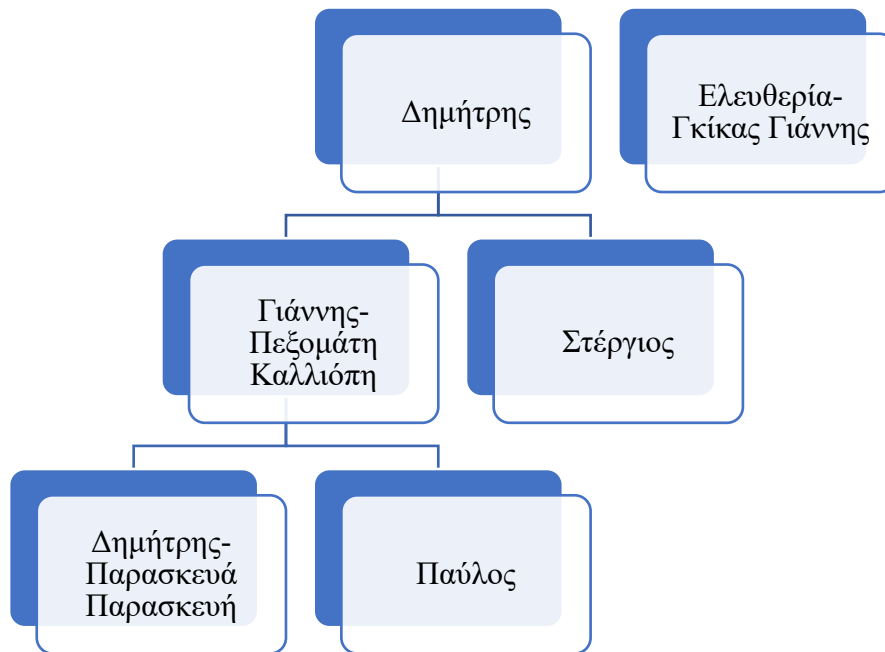 Δημήτρης
Ελευθερία-
Γκίκας Γιάννης
Γιάννης-
Πεξομάτη
Καλλιόπη
Στέργιος
Δημήτρης-
Παρασκευά
Παρασκευή
Παύλος